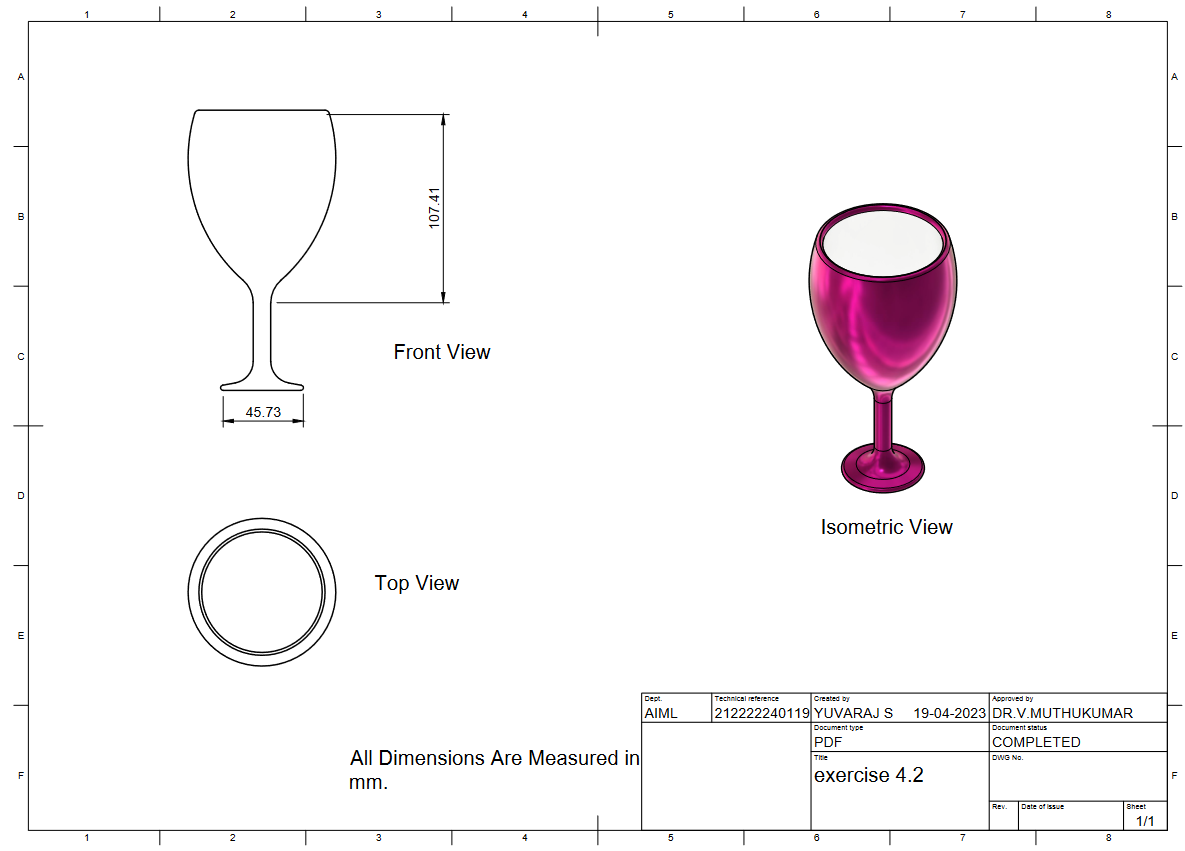 1 2 3 4 5 6 7 8
A A
B B
C C
D D
E E
F F
107.41
Front View
45.73
Isometric View
Top View
All Dimensions Are Measured in
mm.
Dept. Technical reference Created by Approved by
AIML 212222240119 YUVARAJ S 19-04-2023 DR.V.MUTHUKUMAR
Document type Document status
PDF COMPLETED
Title DWG No.
exercise 4.2
Rev. Date of issue Sheet
1/1
1 2 3 4 5 6 7 8